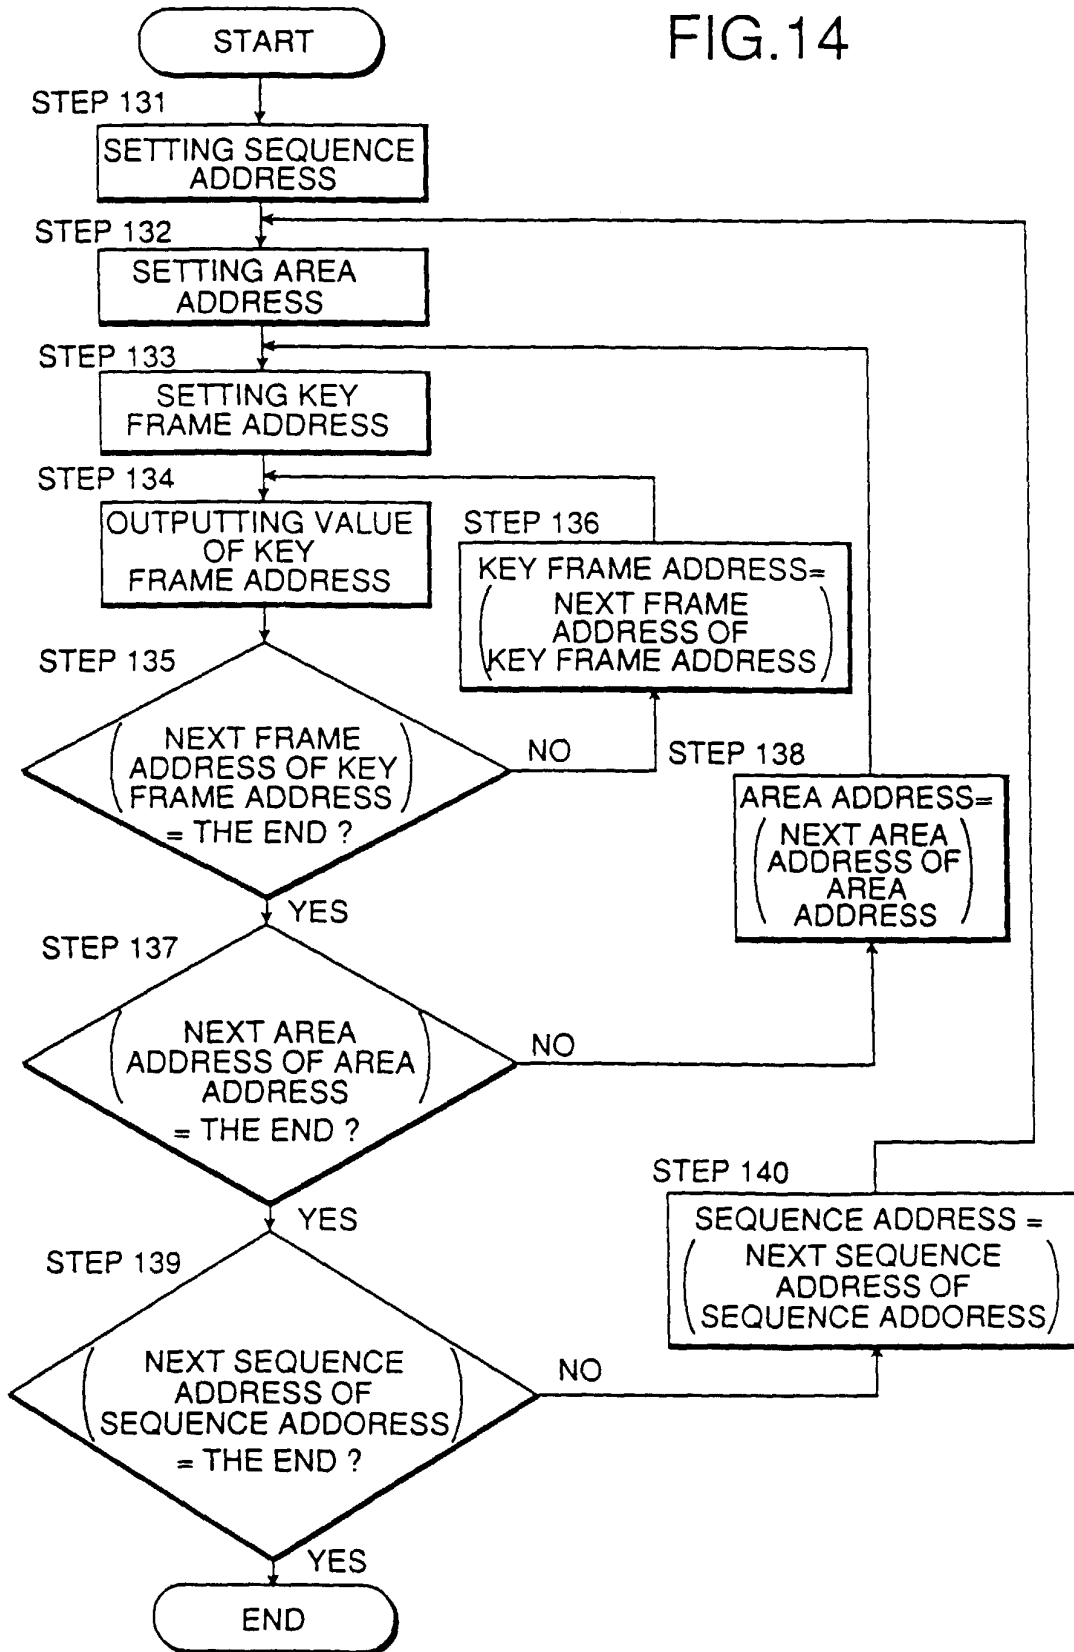 FIG.14
START
STEP 131
SETTING SEQUENCE
ADDRESS
STEP 132
SETTING AREA
ADDRESS
STEP 133
SETTING KEY
FRAME ADDRESS
STEP 134
OUTPUTTING VALUE
OF KEY
FRAME ADDRESS
STEP 136
KEY FRAME ADDRESS=
(NEXT FRAME
ADDRESS OF
KEY FRAME ADDRESS)
STEP 135
(NEXT FRAME
ADDRESS OF KEY
FRAME ADDRESS)
= THE END ?
NO
YES
STEP 138
AREA ADDRESS=
(NEXT AREA
ADDRESS OF
AREA
ADDRESS)
STEP 137
(NEXT AREA
ADDRESS OF AREA
ADDRESS)
= THE END ?
NO
YES
STEP 140
SEQUENCE ADDRESS =
(NEXT SEQUENCE
ADDRESS OF
SEQUENCE ADDORESS)
STEP 139
(NEXT SEQUENCE
ADDRESS OF
SEQUENCE ADDORESS)
= THE END ?
NO
YES
END